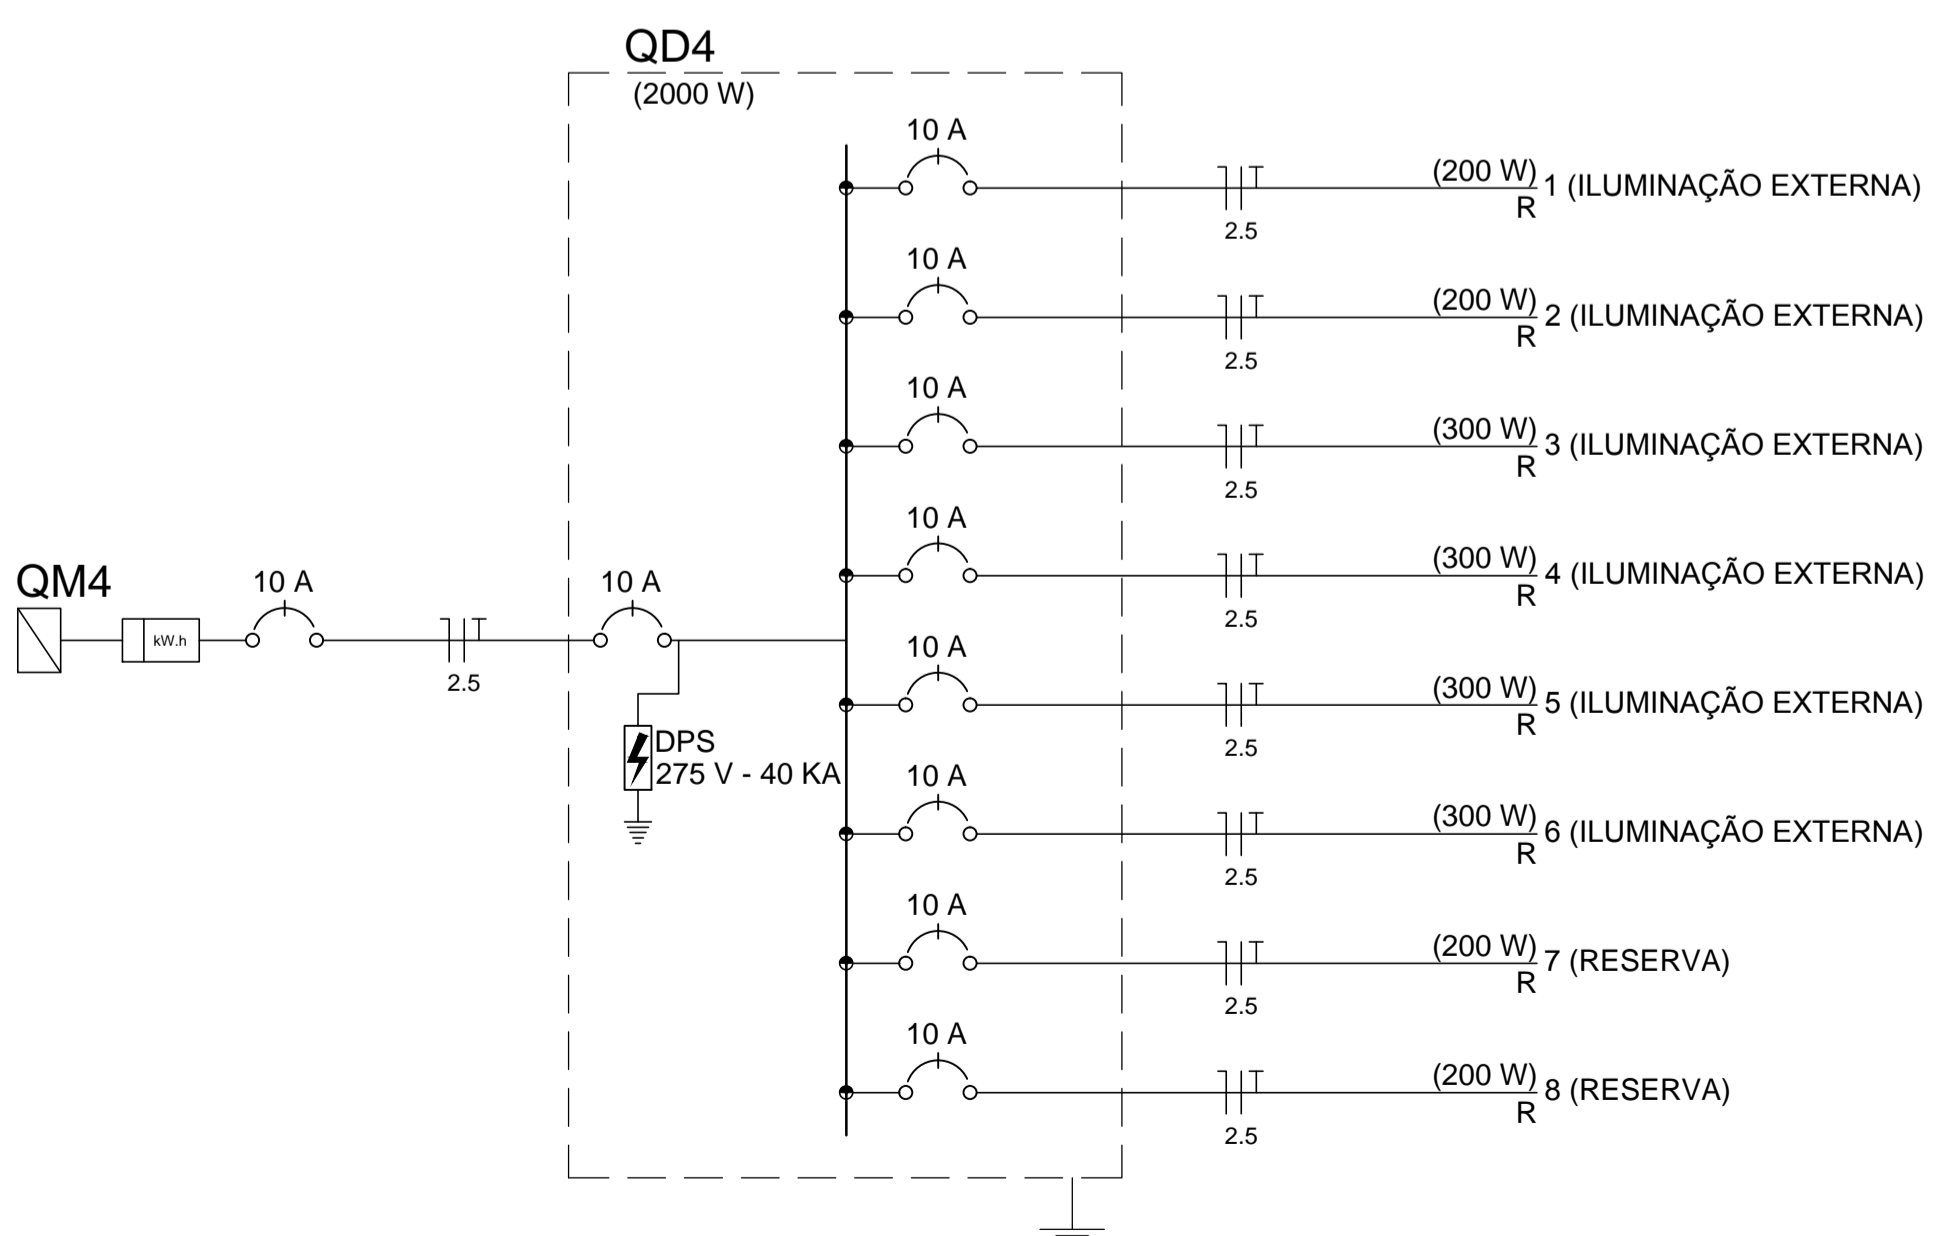 QD4
(2000 W)
10 A
(200 W)
1 (ILUMINAÇÃO EXTERNA)
R
2.5
10 A
(200 W)
2 (ILUMINAÇÃO EXTERNA)
R
2.5
10 A
(300 W)
3 (ILUMINAÇÃO EXTERNA)
R
2.5
10 A
(300 W)
4 (ILUMINAÇÃO EXTERNA)
R
2.5
QM4
kW.h
10 A
2.5
10 A
DPS
275 V - 40 KA
10 A
(300 W)
5 (ILUMINAÇÃO EXTERNA)
R
2.5
10 A
(300 W)
6 (ILUMINAÇÃO EXTERNA)
R
2.5
10 A
(200 W)
7 (RESERVA)
R
2.5
10 A
(200 W)
8 (RESERVA)
R
2.5